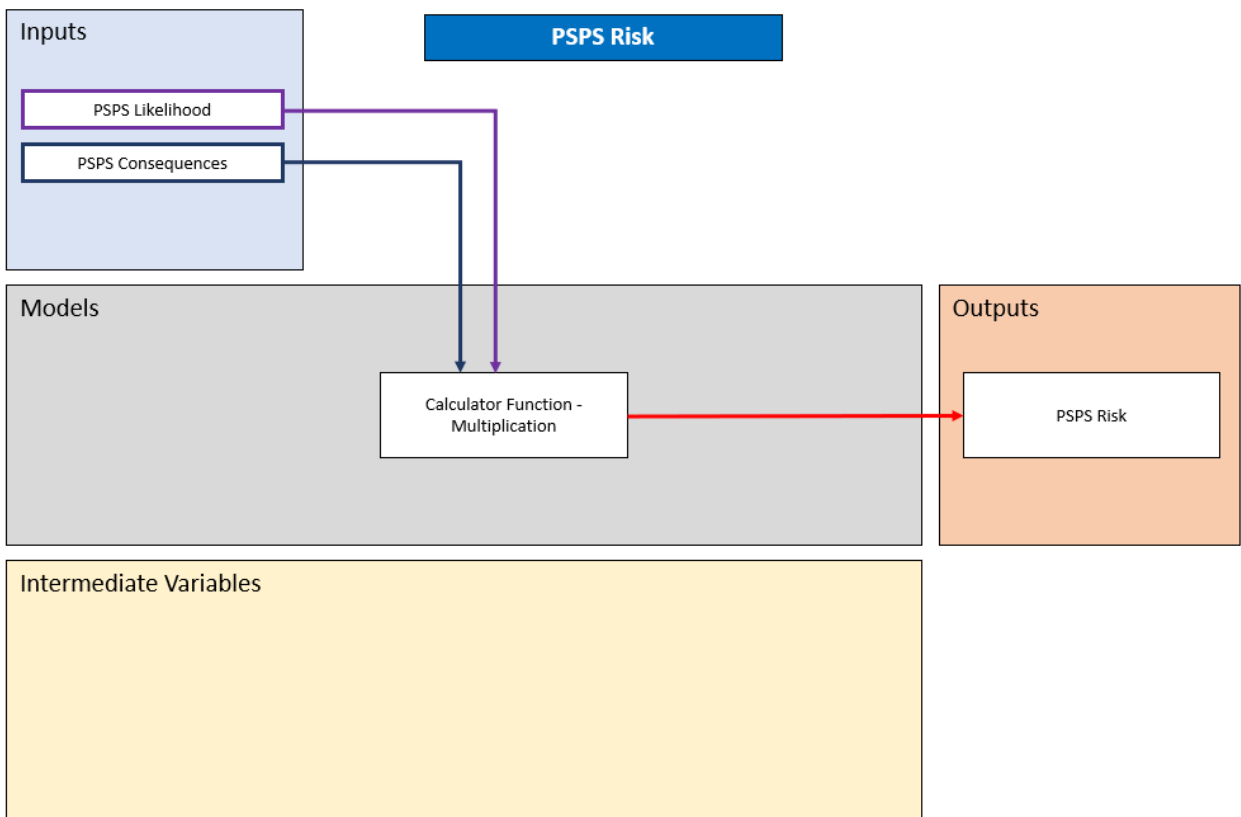 Inputs
PSPS Risk
PSPS Likelihood
PSPS Consequences
Models
Calculator Function -
Multiplication
Outputs
PSPS Risk
Intermediate Variables